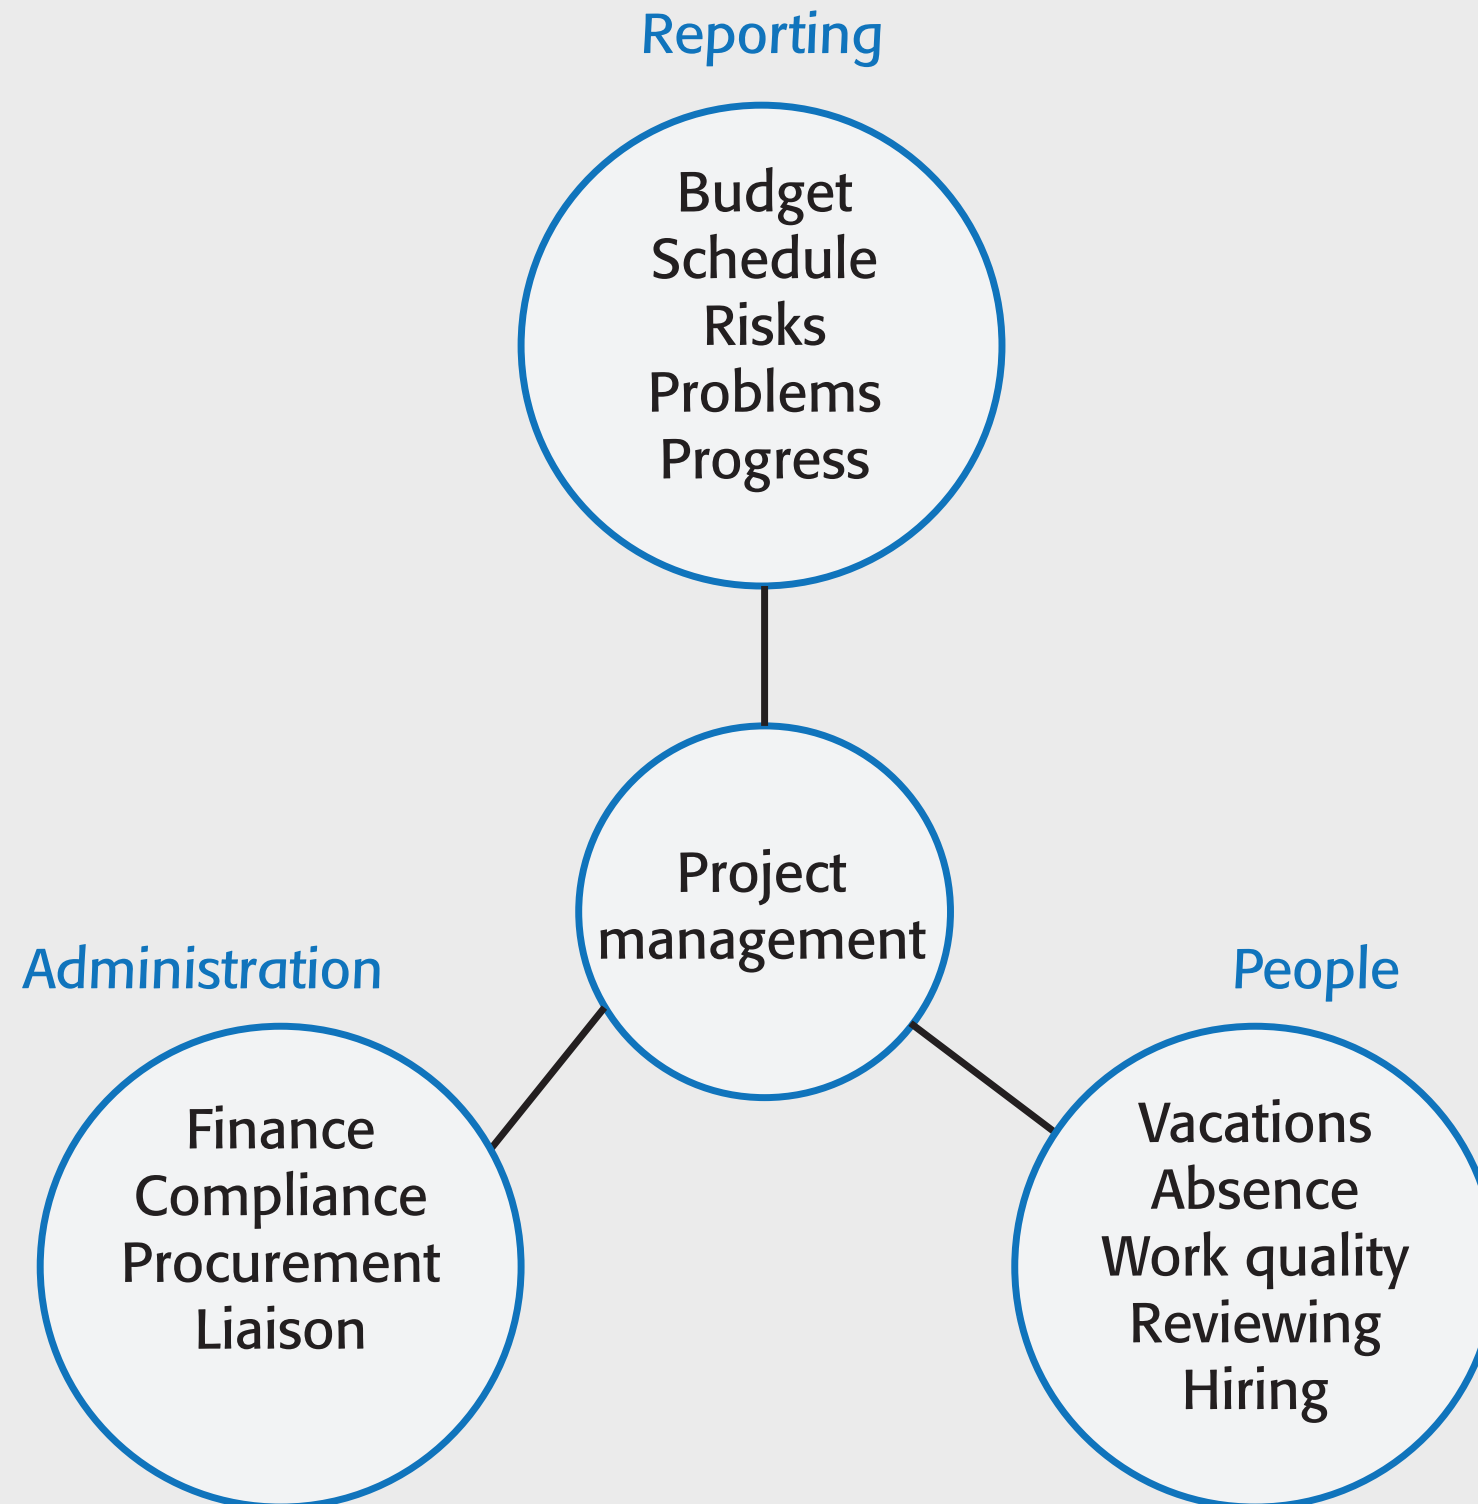 Reporting
Budget
Schedule
Risks
Problems
Progress
Project
management
Administration
Finance
Compliance
Procurement
Liaison
People
Vacations
Absence
Work quality
Reviewing
Hiring